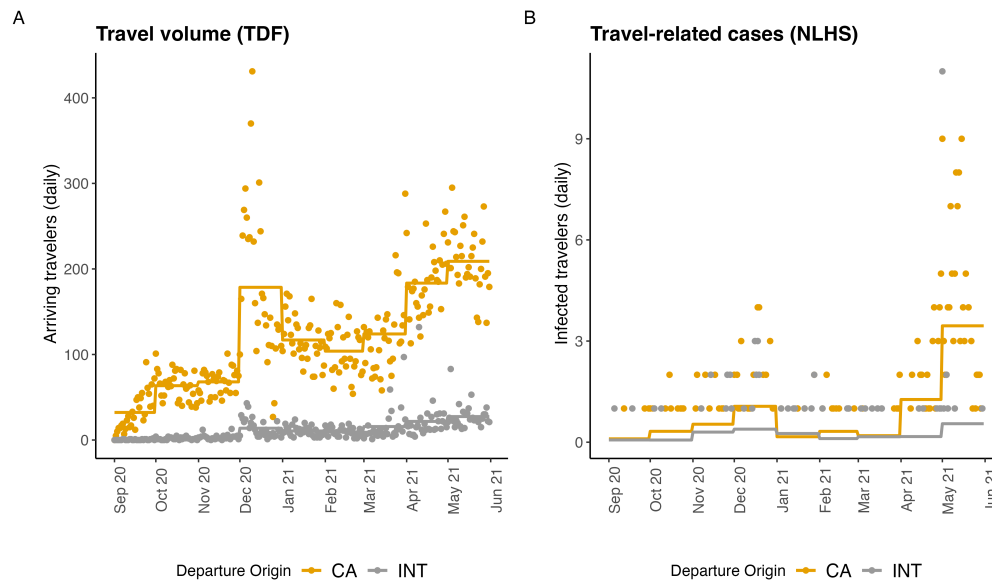 A
Travel volume (TDF)
Arriving travelers (daily)
400
300
200
100
0
Sep 20
Oct 20
Nov 20
Dec 20
Jan 21
Feb 21
Mar 21
Apr 21
May 21
Jun 21
Departure Origin CA INT
B
Travel-related cases (NLHS)
Infected travelers (daily)
9
6
3
0
Sep 20
Oct 20
Nov 20
Dec 20
Jan 21
Feb 21
Mar 21
Apr 21
May 21
Jun 21
Departure Origin CA INT